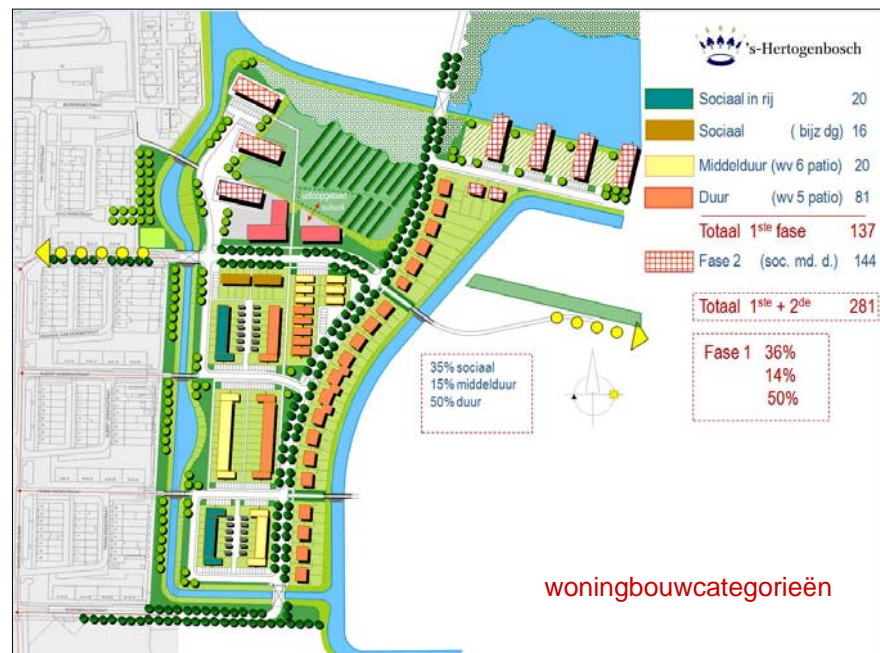 's-Hertogenbosch
Sociaal in rij 20
Sociaal ( bijz dg) 16
Middelduur (wv 6 patio) 20
Duur (wv 5 patio) 81
Totaal 1ste fase 137
Fase 2 (soc. md. d.) 144
Totaal 1ste + 2de 281
Fase 1 36%
14%
50%
35% sociaal
15% middelduur
50% duur
school
woningbouwcategorieën